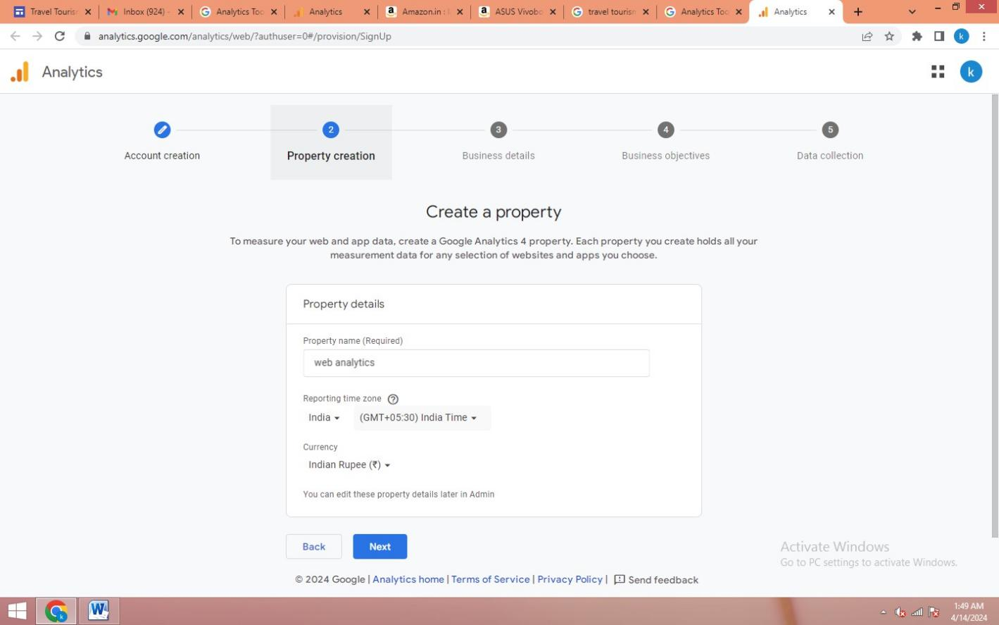 Travel Touris
Inbox (924) -
Analytics Too
Analytics
Amazon.in :
ASUS Vivobo
travel tourism
Analytics Too
Analytics
analytics.google.com/analytics/web/?authuser=0#/provision/SignUp
k
Analytics
k
2
3
4
5
Account creation
Property creation
Business details
Business objectives
Data collection
Create a property
To measure your web and app data, create a Google Analytics 4 property. Each property you create holds all your
measurement data for any selection of websites and apps you choose.
Property details
Property name (Required)
web analytics
Reporting time zone ?
India
(GMT+05:30) India Time
Currency
Indian Rupee (₹)
You can edit these property details later in Admin
Back
Next
Activate Windows
Go to PC settings to activate Windows.
© 2024 Google | Analytics home | Terms of Service | Privacy Policy | Send feedback
1:49 AM
4/14/2024